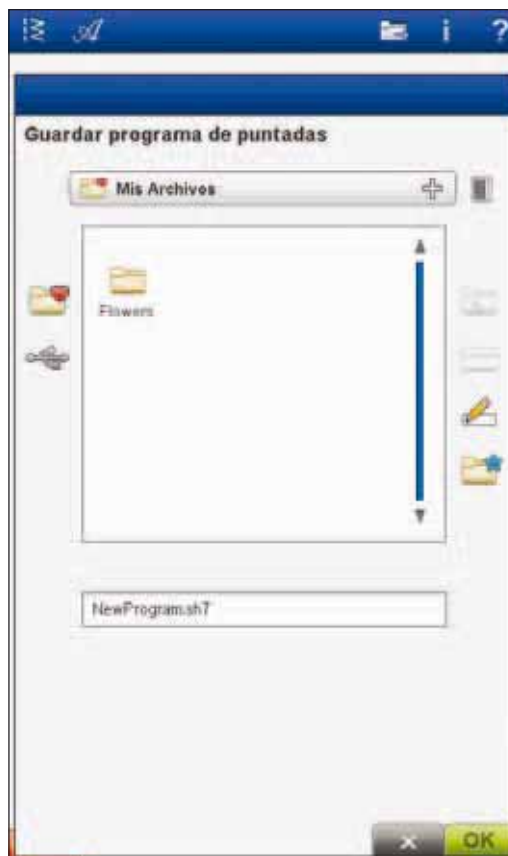 i ?
Guardar programa de puntadas
Mis Archivos
Flowers
NewProgram.sh7
OK